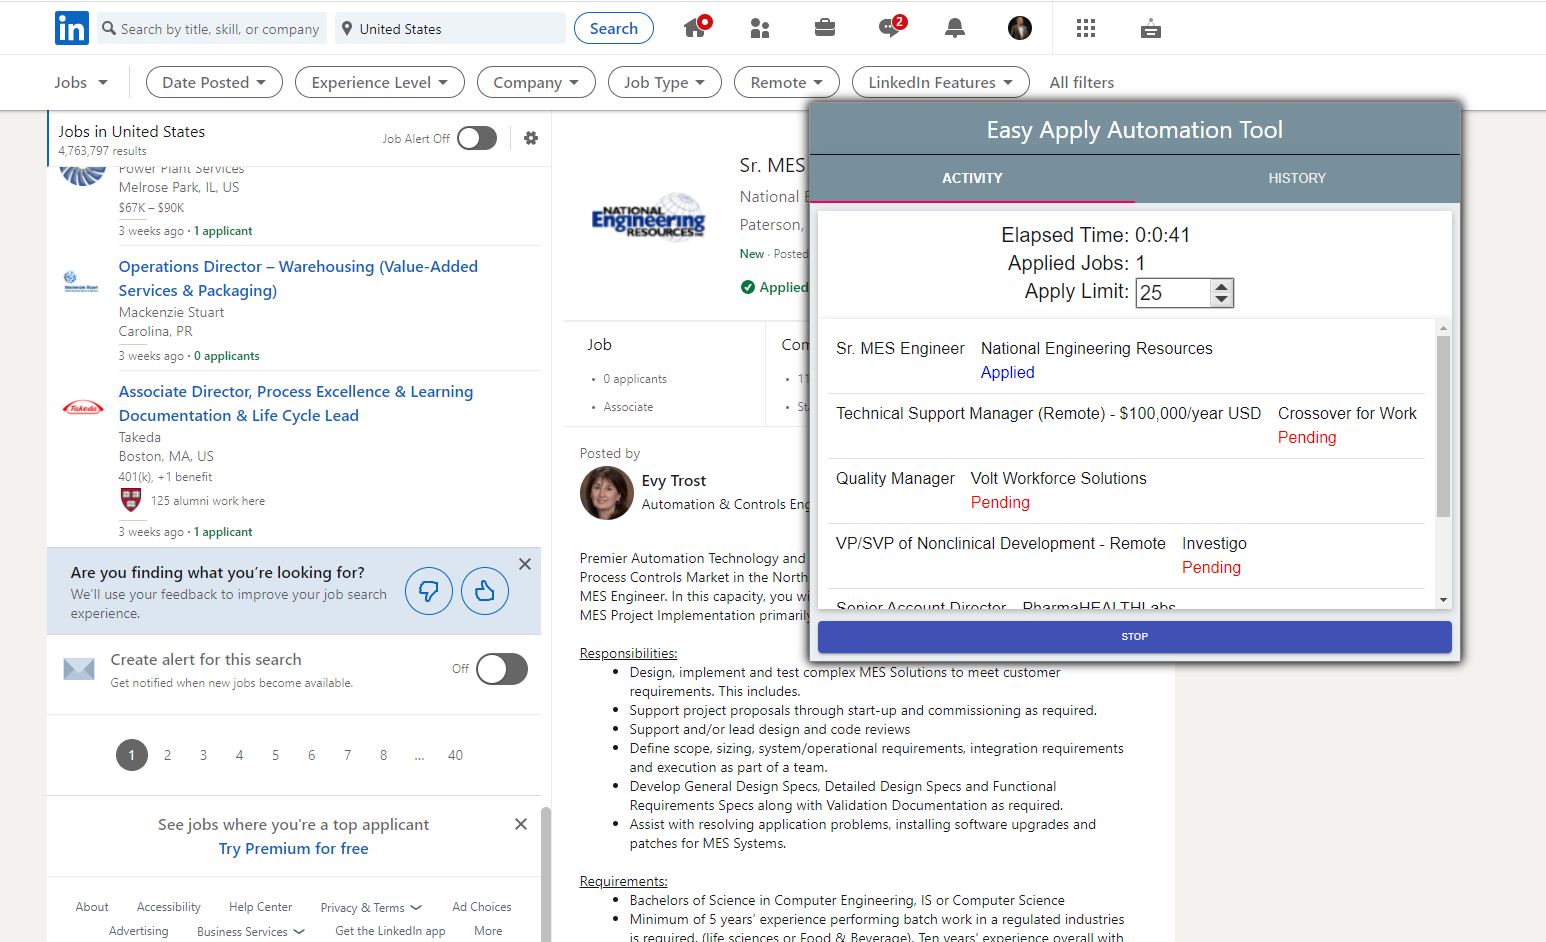 in
Search by title, skill, or company
United States
Search
2
Jobs
Date Posted
Experience Level
Company
Job Type
Remote
LinkedIn Features
All filters
Jobs in United States
4,763,797 results
Job Alert Off
Power Plant Services
Melrose Park, IL, US
$67K – $90K
3 weeks ago · 1 applicant
Operations Director – Warehousing (Value-Added
Services & Packaging)
Mackenzie Stuart
Mackenzie Stuart
Carolina, PR
3 weeks ago · 0 applicants
Associate Director, Process Excellence & Learning
Documentation & Life Cycle Lead
Takeda
Takeda
Boston, MA, US
401(k), +1 benefit
125 alumni work here
3 weeks ago · 1 applicant
Are you finding what you’re looking for?
We’ll use your feedback to improve your job search
experience.
Create alert for this search
Get notified when new jobs become available.
Off
1 2 3 4 5 6 7 8 … 40
See jobs where you're a top applicant
Try Premium for free
About Accessibility Help Center Privacy & Terms Ad Choices
Advertising Business Services Get the LinkedIn app More
NATIONAL
Engineering
RESOURCES
Sr. MES
National
Paterson,
New · Posted
Applied
Job
0 applicants
Associate
11
Posted by
Evy Trost
Automation & Controls
Premier Automation Technology and
Process Controls Market in the North
MES Engineer. In this capacity, you
MES Project Implementation primarily
Responsibilities:
• Design, implement and test complex MES Solutions to meet customer
requirements. This includes.
• Support project proposals through start-up and commissioning as required.
• Support and/or lead design and code reviews
• Define scope, sizing, system/operational requirements, integration requirements
and execution as part of a team.
• Develop General Design Specs, Detailed Design Specs and Functional
Requirements Specs along with Validation Documentation as required.
• Assist with resolving application problems, installing software upgrades and
patches for MES Systems.
Requirements:
• Bachelors of Science in Computer Engineering, IS or Computer Science
• Minimum of 5 years’ experience performing batch work in a regulated industries
is required. (life sciences or Food & Beverage). Ten years’ experience overall with
Easy Apply Automation Tool
ACTIVITY
HISTORY
Elapsed Time: 0:0:41
Applied Jobs: 1
Apply Limit: 25
Sr. MES Engineer National Engineering Resources
Applied
Technical Support Manager (Remote) - $100,000/year USD Crossover for Work
Pending
Quality Manager Volt Workforce Solutions
Pending
VP/SVP of Nonclinical Development - Remote Investigo
Pending
Senior Account Director PharmaHEALTHLabs
STOP